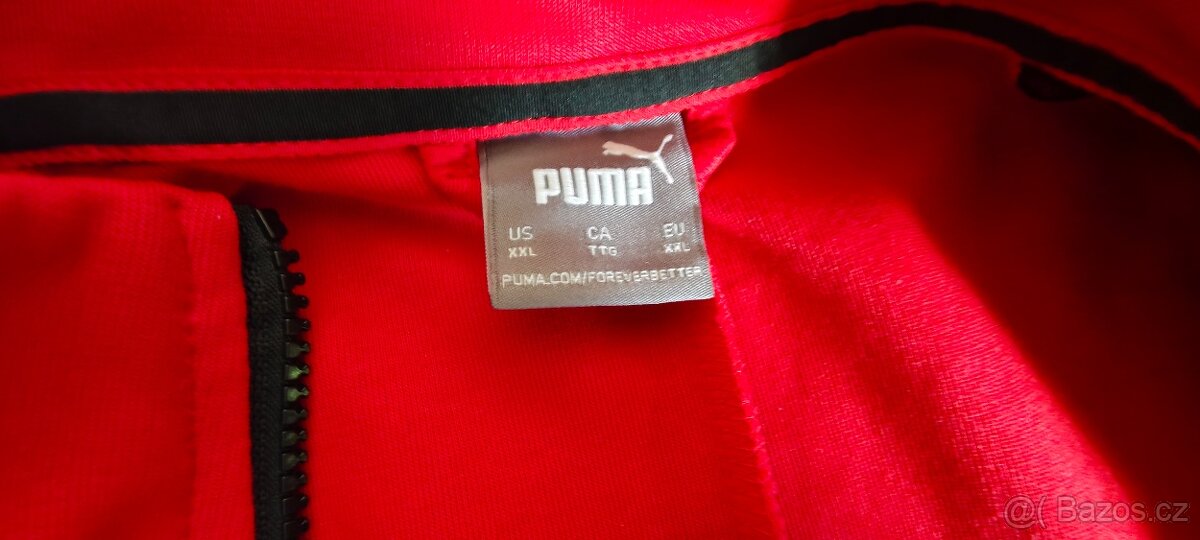 PUMA
US CA EU
XXL TTG XXL
PUMA.COM/FOREVERBETTER
@( Bazos.cz